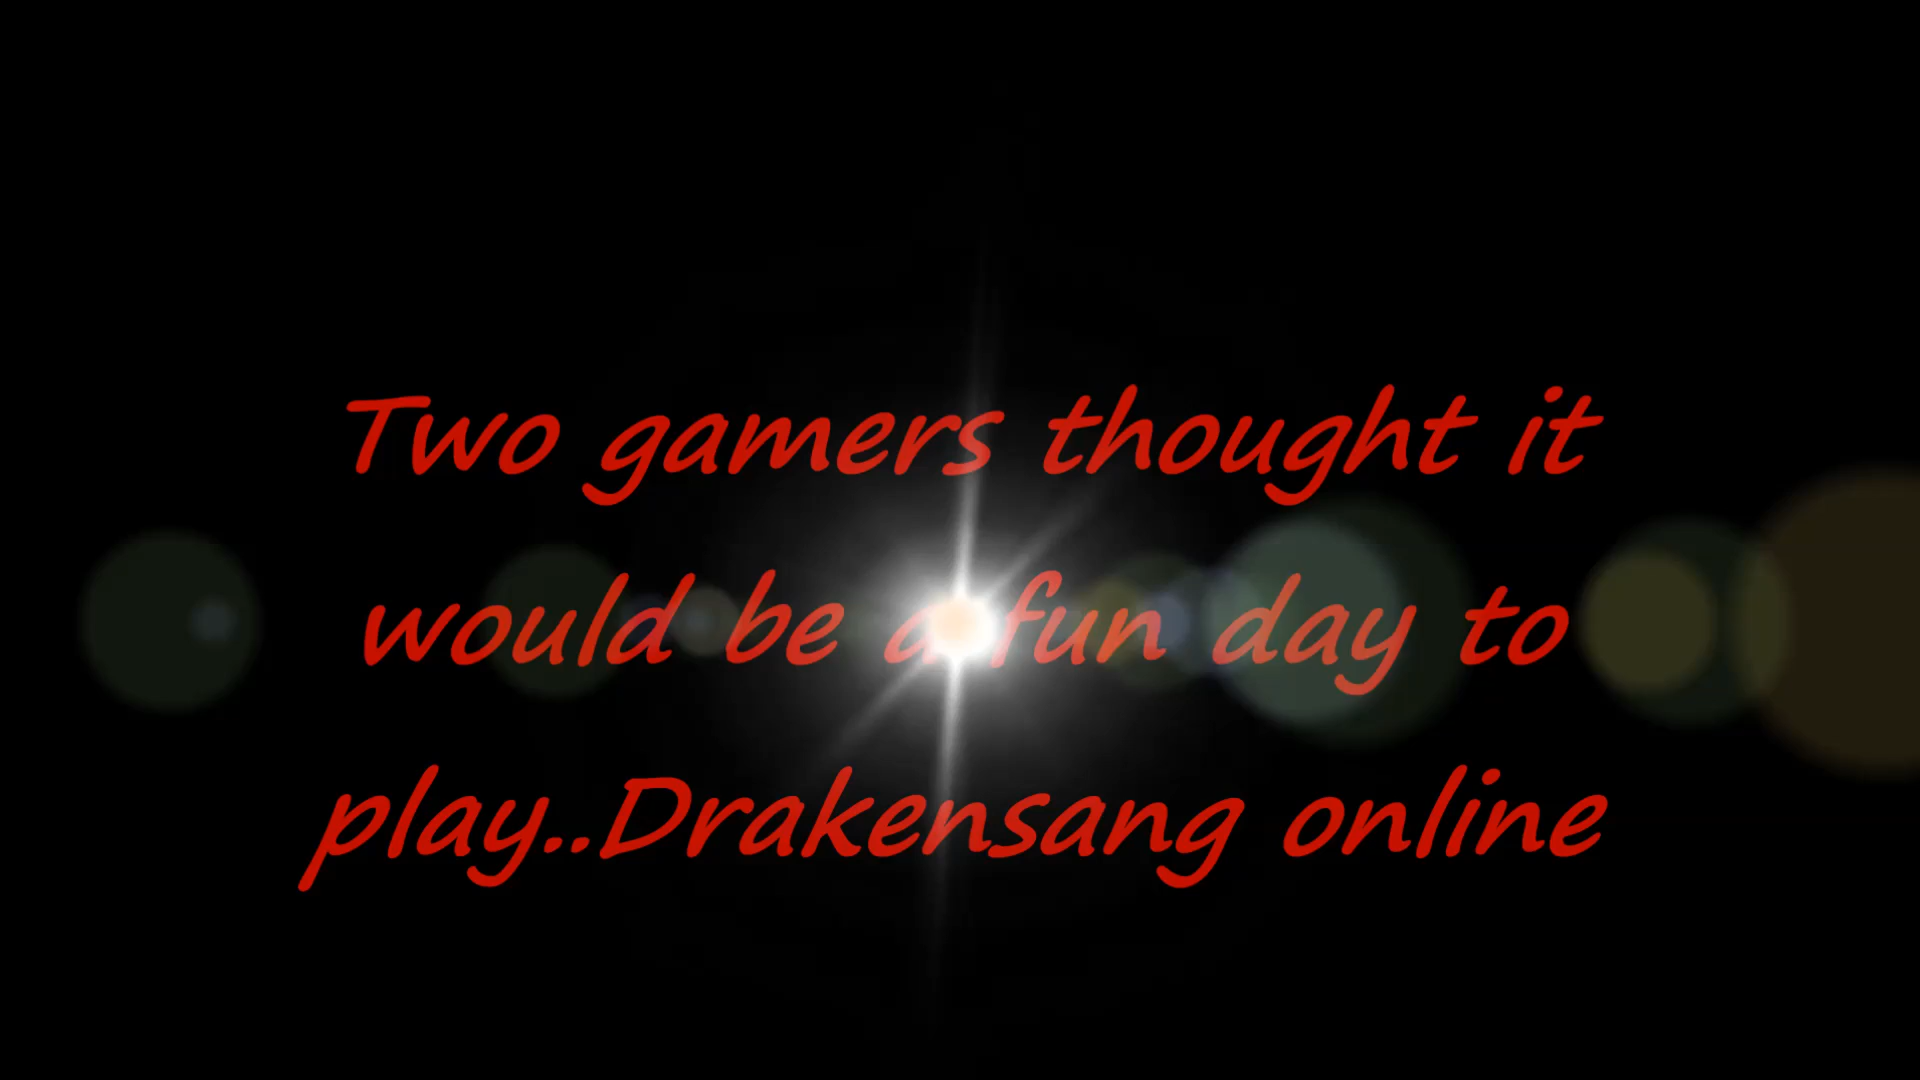 Two gamers thought it
would be a fun day to
play..Drakensang online